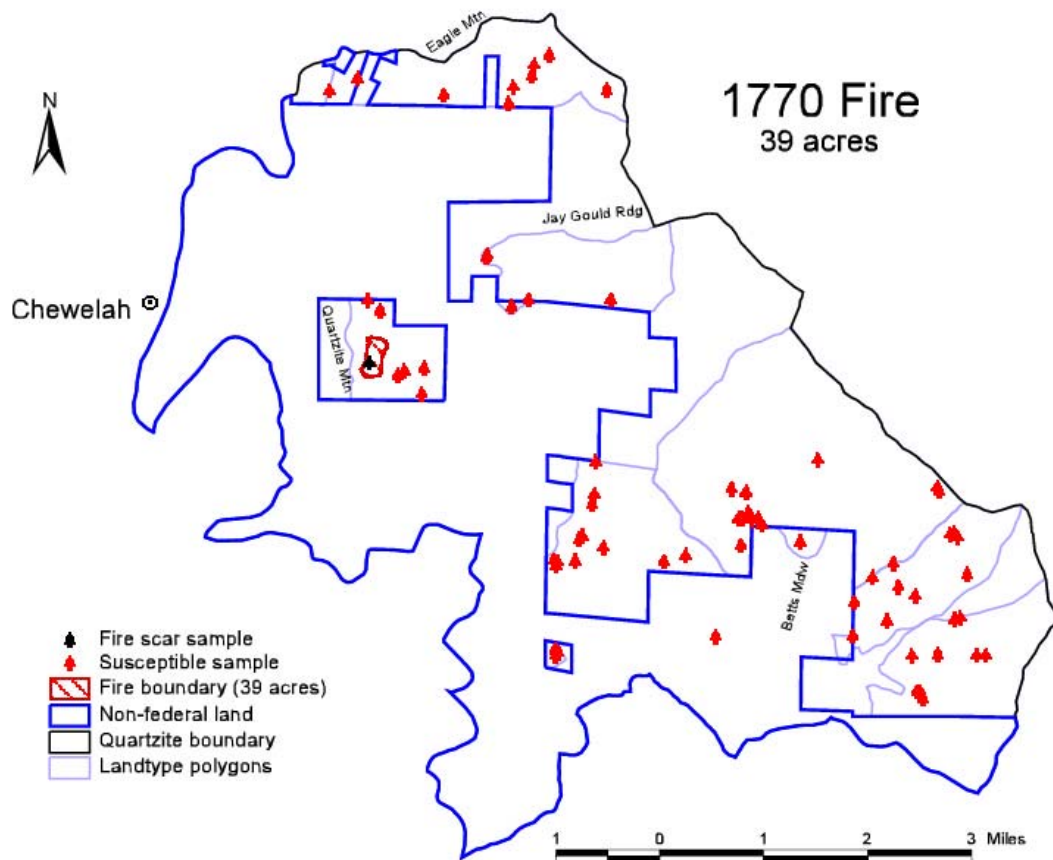 Eagle Mtn
N
1770 Fire
39 acres
Jay Gould Rdg
Chewelah
Quartzite Mtn
Betts Mdw
Fire scar sample
Susceptible sample
Fire boundary (39 acres)
Non-federal land
Quartzite boundary
Landtype polygons
1 0 1 2 3 Miles